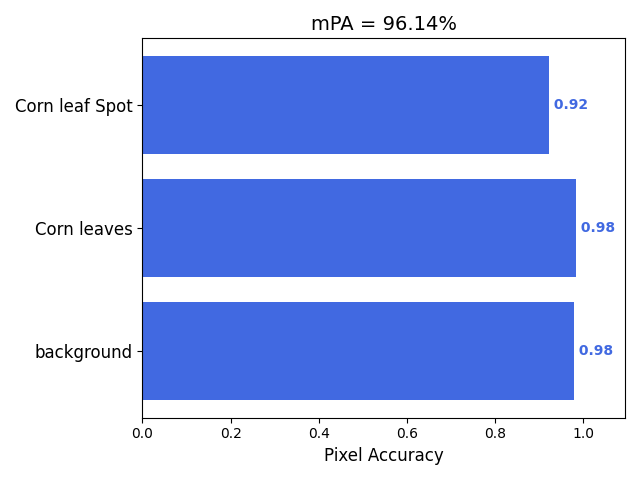 mPA = 96.14%
Corn leaf Spot
0.92
Corn leaves
0.98
background
0.98
0.0 0.2 0.4 0.6 0.8 1.0
Pixel Accuracy